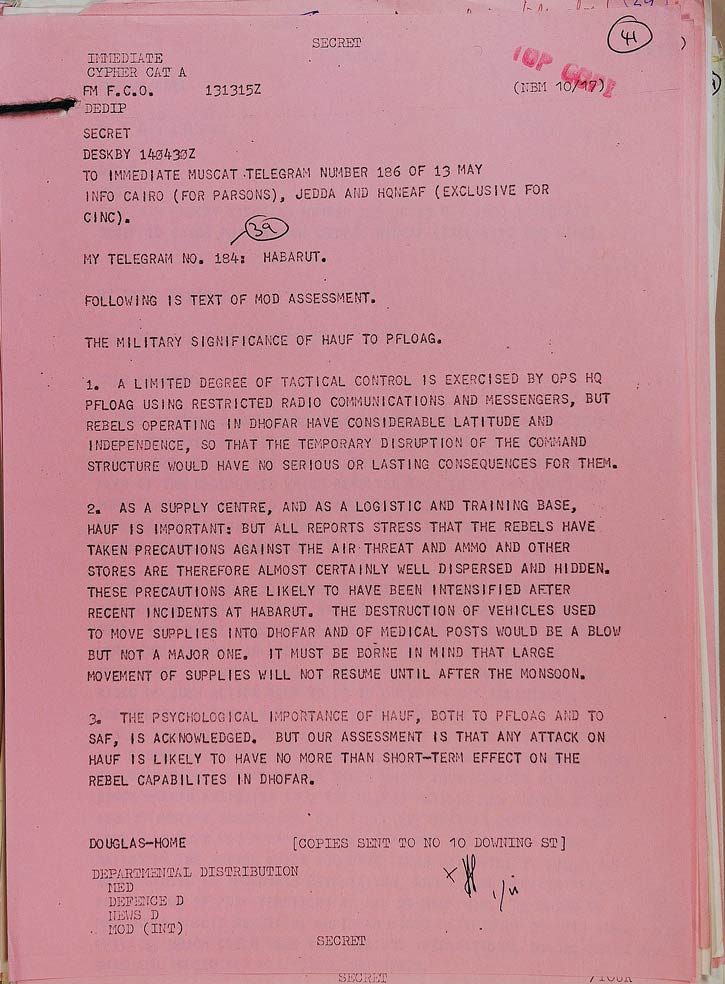 SECRET
41
IMMEDIATE
CYPHER CAT A
TOP COPY
FM F.C.O. 131315Z (NBM 10/17)
DEDIP
SECRET
DESKBY 140430Z
TO IMMEDIATE MUSCAT TELEGRAM NUMBER 186 OF 13 MAY
INFO CAIRO (FOR PARSONS), JEDDA AND HQNEAF (EXCLUSIVE FOR
CINC).
39
MY TELEGRAM NO. 184: HABARUT.
FOLLOWING IS TEXT OF MOD ASSESSMENT.
THE MILITARY SIGNIFICANCE OF HAUF TO PFLOAG.
1. A LIMITED DEGREE OF TACTICAL CONTROL IS EXERCISED BY OPS HQ
PFLOAG USING RESTRICTED RADIO COMMUNICATIONS AND MESSENGERS, BUT
REBELS OPERATING IN DHOFAR HAVE CONSIDERABLE LATITUDE AND
INDEPENDENCE, SO THAT THE TEMPORARY DISRUPTION OF THE COMMAND
STRUCTURE WOULD HAVE NO SERIOUS OR LASTING CONSEQUENCES FOR THEM.
2. AS A SUPPLY CENTRE, AND AS A LOGISTIC AND TRAINING BASE,
HAUF IS IMPORTANT: BUT ALL REPORTS STRESS THAT THE REBELS HAVE
TAKEN PRECAUTIONS AGAINST THE AIR THREAT AND AMMO AND OTHER
STORES ARE THEREFORE ALMOST CERTAINLY WELL DISPERSED AND HIDDEN.
THESE PRECAUTIONS ARE LIKELY TO HAVE BEEN INTENSIFIED AFTER
RECENT INCIDENTS AT HABARUT. THE DESTRUCTION OF VEHICLES USED
TO MOVE SUPPLIES INTO DHOFAR AND OF MEDICAL POSTS WOULD BE A BLOW
BUT NOT A MAJOR ONE. IT MUST BE BORNE IN MIND THAT LARGE
MOVEMENT OF SUPPLIES WILL NOT RESUME UNTIL AFTER THE MONSOON.
3. THE PSYCHOLOGICAL IMPORTANCE OF HAUF, BOTH TO PFLOAG AND TO
SAF, IS ACKNOWLEDGED. BUT OUR ASSESSMENT IS THAT ANY ATTACK ON
HAUF IS LIKELY TO HAVE NO MORE THAN SHORT-TERM EFFECT ON THE
REBEL CAPABILITES IN DHOFAR.
DOUGLAS-HOME [COPIES SENT TO NO 10 DOWNING ST]
DEPARTMENTAL DISTRIBUTION
MED
DEFENCE D
NEWS D
MOD (INT)
SECRET
SECRET